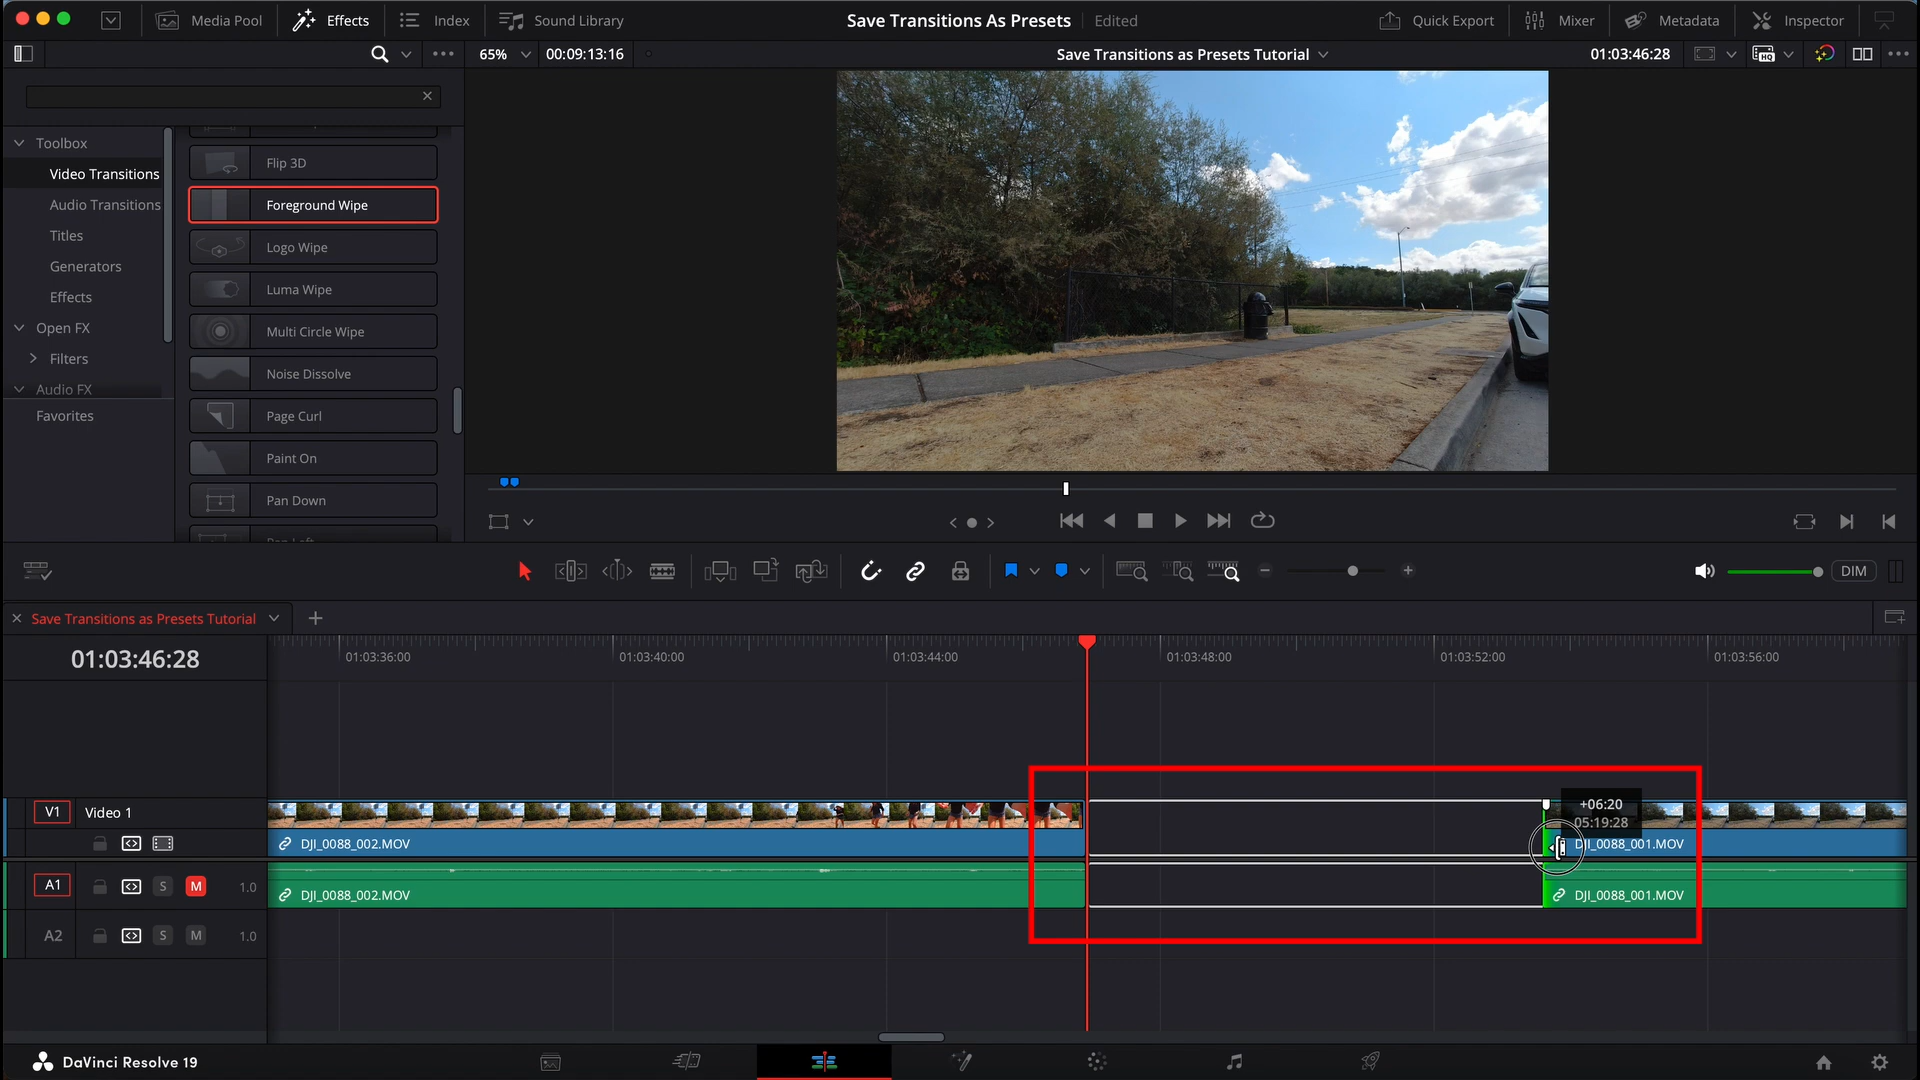 Media Pool
Effects
Index
Sound Library
Save Transitions As Presets
Edited
Quick Export
Mixer
Metadata
Inspector
65%
00:09:13:16
Save Transitions as Presets Tutorial
01:03:46:28
HQ
Toolbox
Video Transitions
Audio Transitions
Titles
Generators
Effects
Open FX
Filters
Audio FX
Favorites
Flip 3D
Foreground Wipe
Logo Wipe
Luma Wipe
Multi Circle Wipe
Noise Dissolve
Page Curl
Paint On
Pan Down
DIM
Save Transitions as Presets Tutorial
01:03:46:28
01:03:36:00
01:03:40:00
01:03:44:00
01:03:48:00
01:03:52:00
01:03:56:00
V1
Video 1
DJI_0088_002.MOV
+06:20
05:19:28
DJI_0088_001.MOV
A1
S
M
1.0
DJI_0088_002.MOV
DJI_0088_001.MOV
A2
S
M
1.0
DaVinci Resolve 19